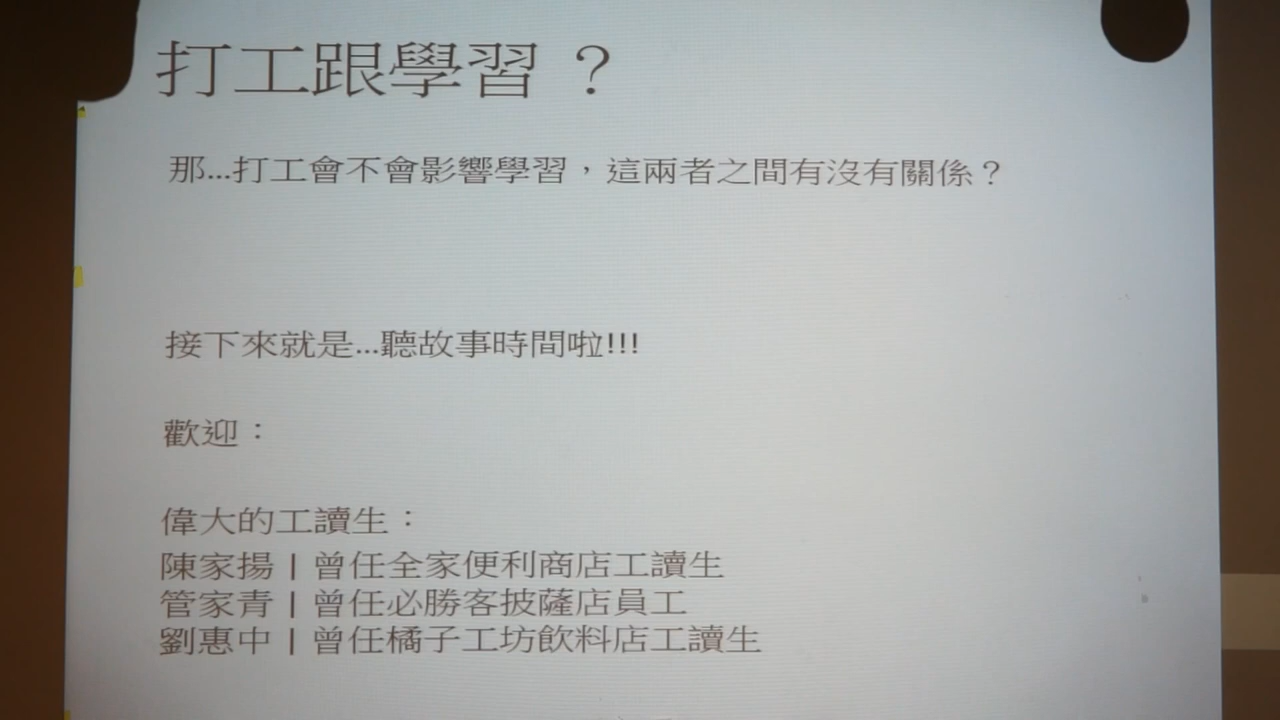 打工跟學習？
那...打工會不會影響學習，這兩者之間有沒有關係？
接下來就是...聽故事時間啦!!!
歡迎：
偉大的工讀生：
陳家揚 | 曾任全家便利商店工讀生
管家青 | 曾任必勝客披薩店員工
劉惠中 | 曾任橘子工坊飲料店工讀生